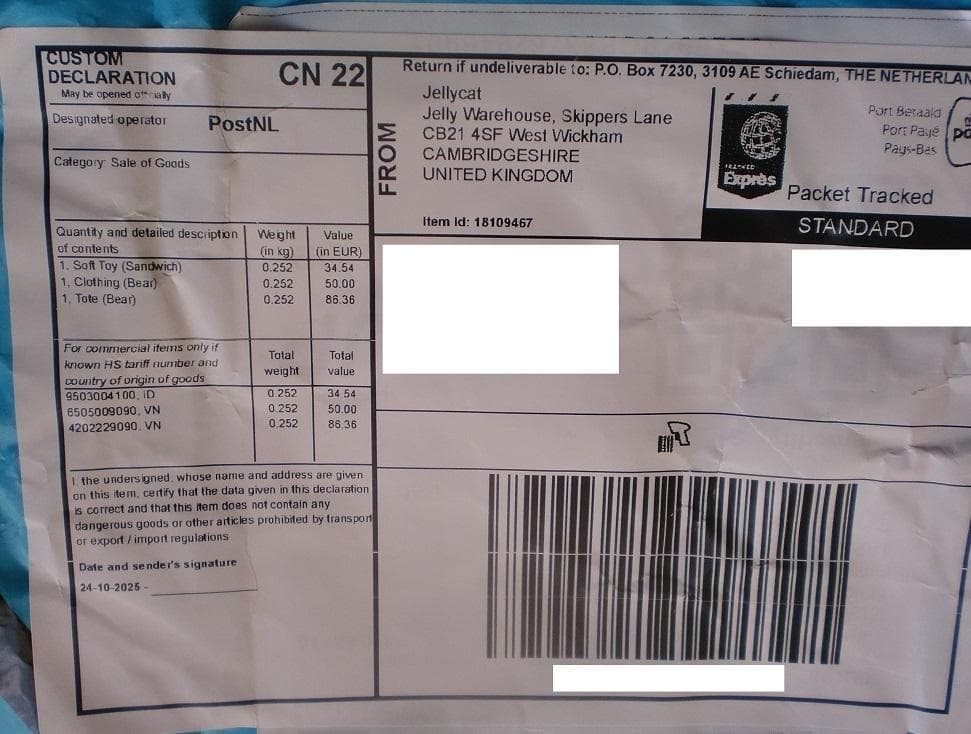 CUSTOM
DECLARATION
CN 22
May be opened
Designated operator
PostNL
Category: Sale of Goods
Quantity and detailed description of contents
Weight (in kg)
Value (in EUR)
1. Soft Toy (Sandwich) 0.252 34.54
1, Clothing (Bear) 0.252 50.00
1, Tote (Bear) 0.252 86.36
For commercial items only if
known HS tariff number and
country of origin of goods
Total weight
Total value
9503004100, ID 0.252 34.54
6505009090, VN 0.252 50.00
4202229090. VN 0.252 86.36
I the undersigned. whose name and address are given
on this item, certify that the data given in this declaration
is correct and that this item does not contain any
dangerous goods or other articles prohibited by transport
or export / import regulations
Date and sender's signature
24-10-2025 -
Return if undeliverable to: P.O. Box 7230, 3109 AE Schiedam, THE NETHERLAN
FROM
Jellycat
Jelly Warehouse, Skippers Lane
CB21 4SF West Wickham
CAMBRIDGESHIRE
UNITED KINGDOM
Item Id: 18109467
Exprès
Port Betaald
Port Payé
Pays-Bas
Packet Tracked
STANDARD